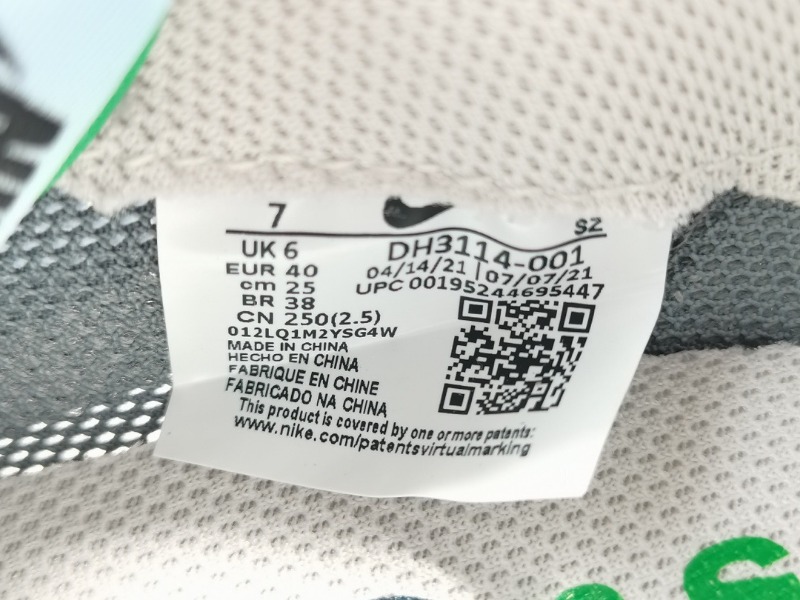 7
SZ
UK 6
DH3114-001
EUR 40
04/14/21 | 07/07/21
cm 25
UPC 00195244695447
BR 38
CN 250(2.5)
012LQ1M2YSG4W
MADE IN CHINA
HECHO EN CHINA
FABRIQUE EN CHINE
FABRICADO NA CHINA
This product is covered by one or more patents:
www.nike.com/patentsvirtualmarking